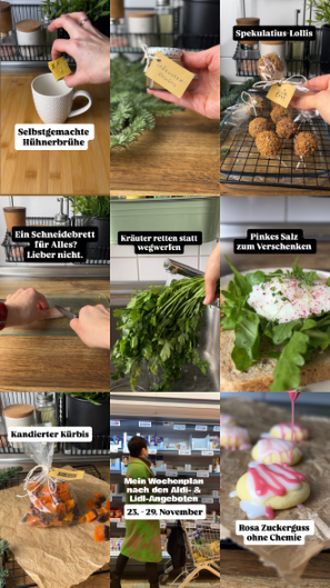 Selbstgemachte
Hühnerbrühe
Spekulatius-Lollis
Ein Schneidebrett
für Alles?
Lieber nicht.
Kräuter retten statt
wegwerfen
Pinkes Salz
zum Verschenken
Kandierter Kürbis
Mein Wochenplan
nach den Aldi- &
Lidl-Angeboten
23. - 29. November
Rosa Zuckerguss
ohne Chemie